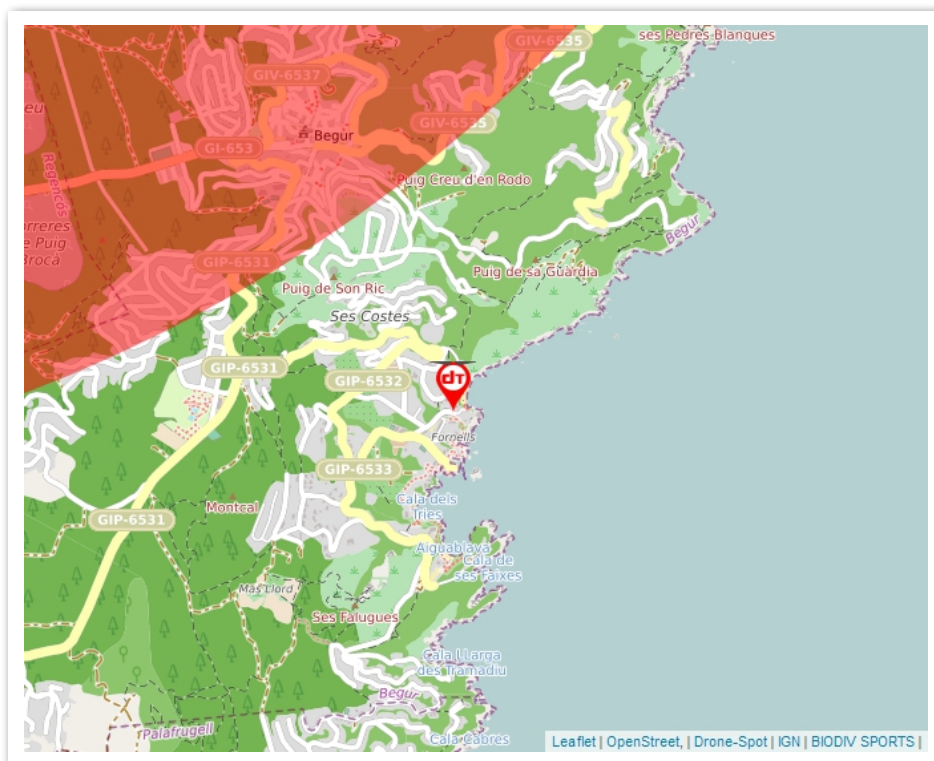 GIV-6535
ses Pedres Blanques
GIV-6537
GIV-6535
Begur
GI-653
Regencós
Puig Creu d'en Rodo
Begur
de Puig
GIP-6531
Puig de sa Guàrdia
Puig de Son Ric
Ses Costes
GIP-6531
GIP-6532
dT
Fornells
GIP-6533
Cala dels
Tries
Montcal
GIP-6531
Aiguablava
Cala de
ses Faixes
Mas Llord
Ses Falugues
Cala LLarga
des Tramadiu
Begur
Palafrugell
Cala Cabres
Leaflet | OpenStreet, | Drone-Spot | IGN | BIODIV SPORTS |